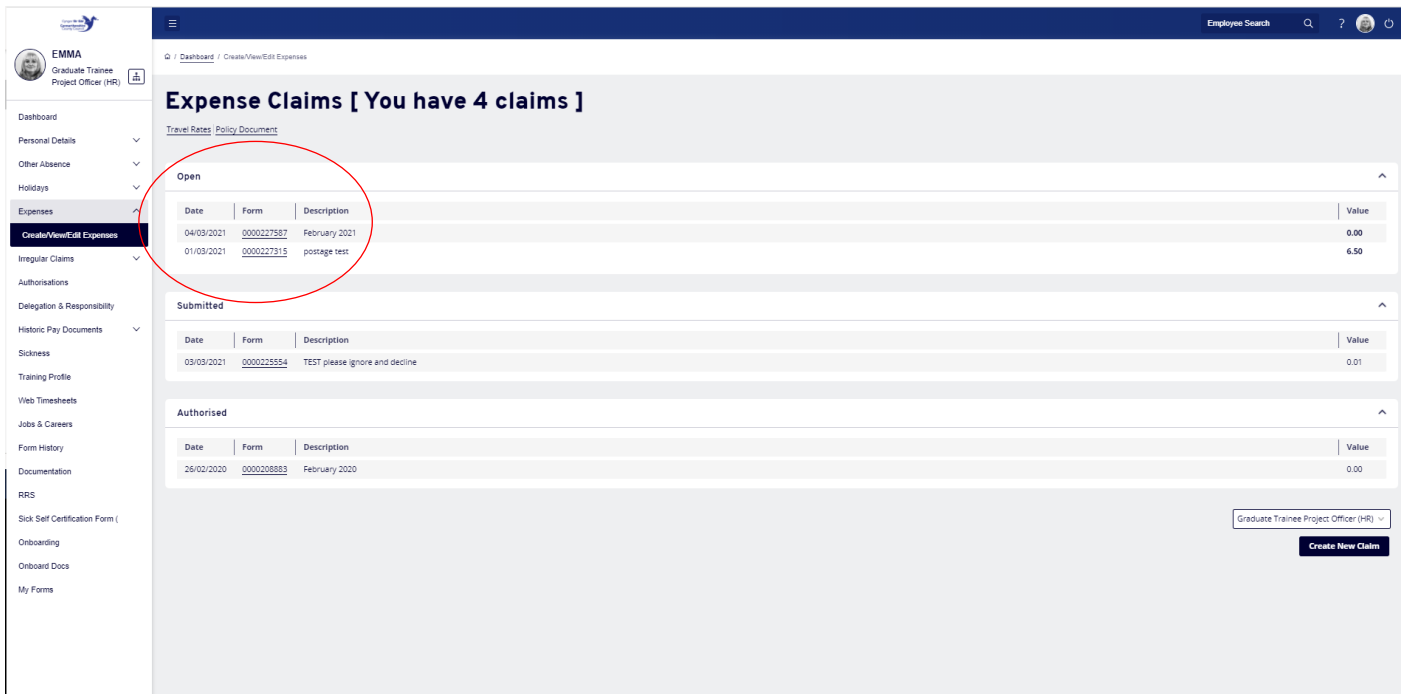 Employee Search
?
EMMA
Graduate Trainee
Project Officer (HR)
/ Dashboard / Create/View/Edit Expenses
Expense Claims [ You have 4 claims ]
Travel Rates Policy Document
Dashboard
Personal Details
Other Absence
Holidays
Expenses
Create/View/Edit Expenses
Irregular Claims
Authorisations
Delegation & Responsibility
Historic Pay Documents
Sickness
Training Profile
Web Timesheets
Jobs & Careers
Form History
Documentation
RRS
Sick Self Certification Form (
Onboarding
Onboard Docs
My Forms
Open
Date Form Description Value
04/03/2021 0000227587 February 2021 0.00
01/03/2021 0000227315 postage test 6.50
Submitted
Date Form Description Value
03/03/2021 0000225554 TEST please ignore and decline 0.01
Authorised
Date Form Description Value
26/02/2020 0000208883 February 2020 0.00
Graduate Trainee Project Officer (HR)
Create New Claim